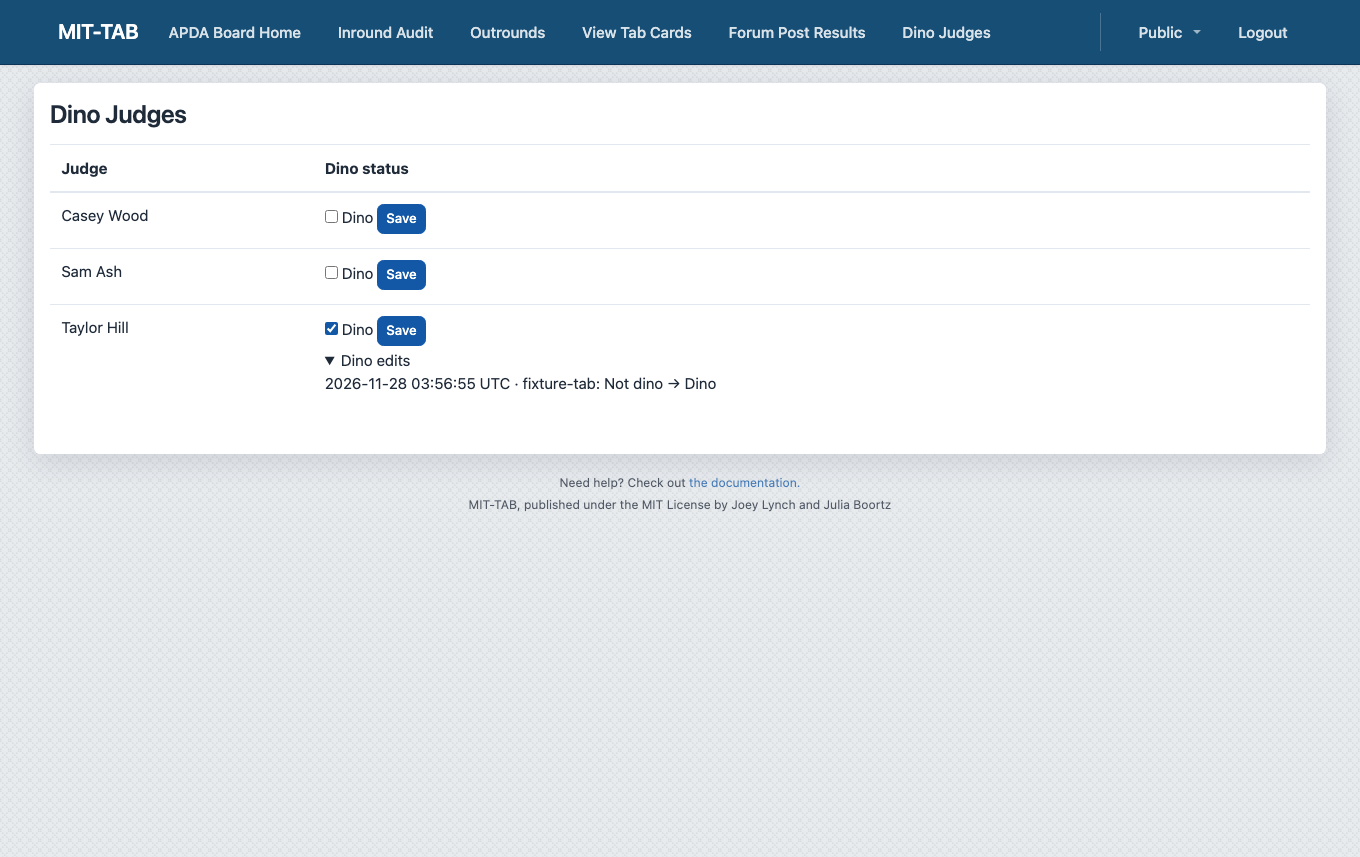 MIT-TAB APDA Board Home Inround Audit Outrounds View Tab Cards Forum Post Results Dino Judges Public Logout
Dino Judges
Judge Dino status
Casey Wood Dino Save
Sam Ash Dino Save
Taylor Hill Dino Save
Dino edits
2026-11-28 03:56:55 UTC · fixture-tab: Not dino → Dino
Need help? Check out the documentation.
MIT-TAB, published under the MIT License by Joey Lynch and Julia Boortz